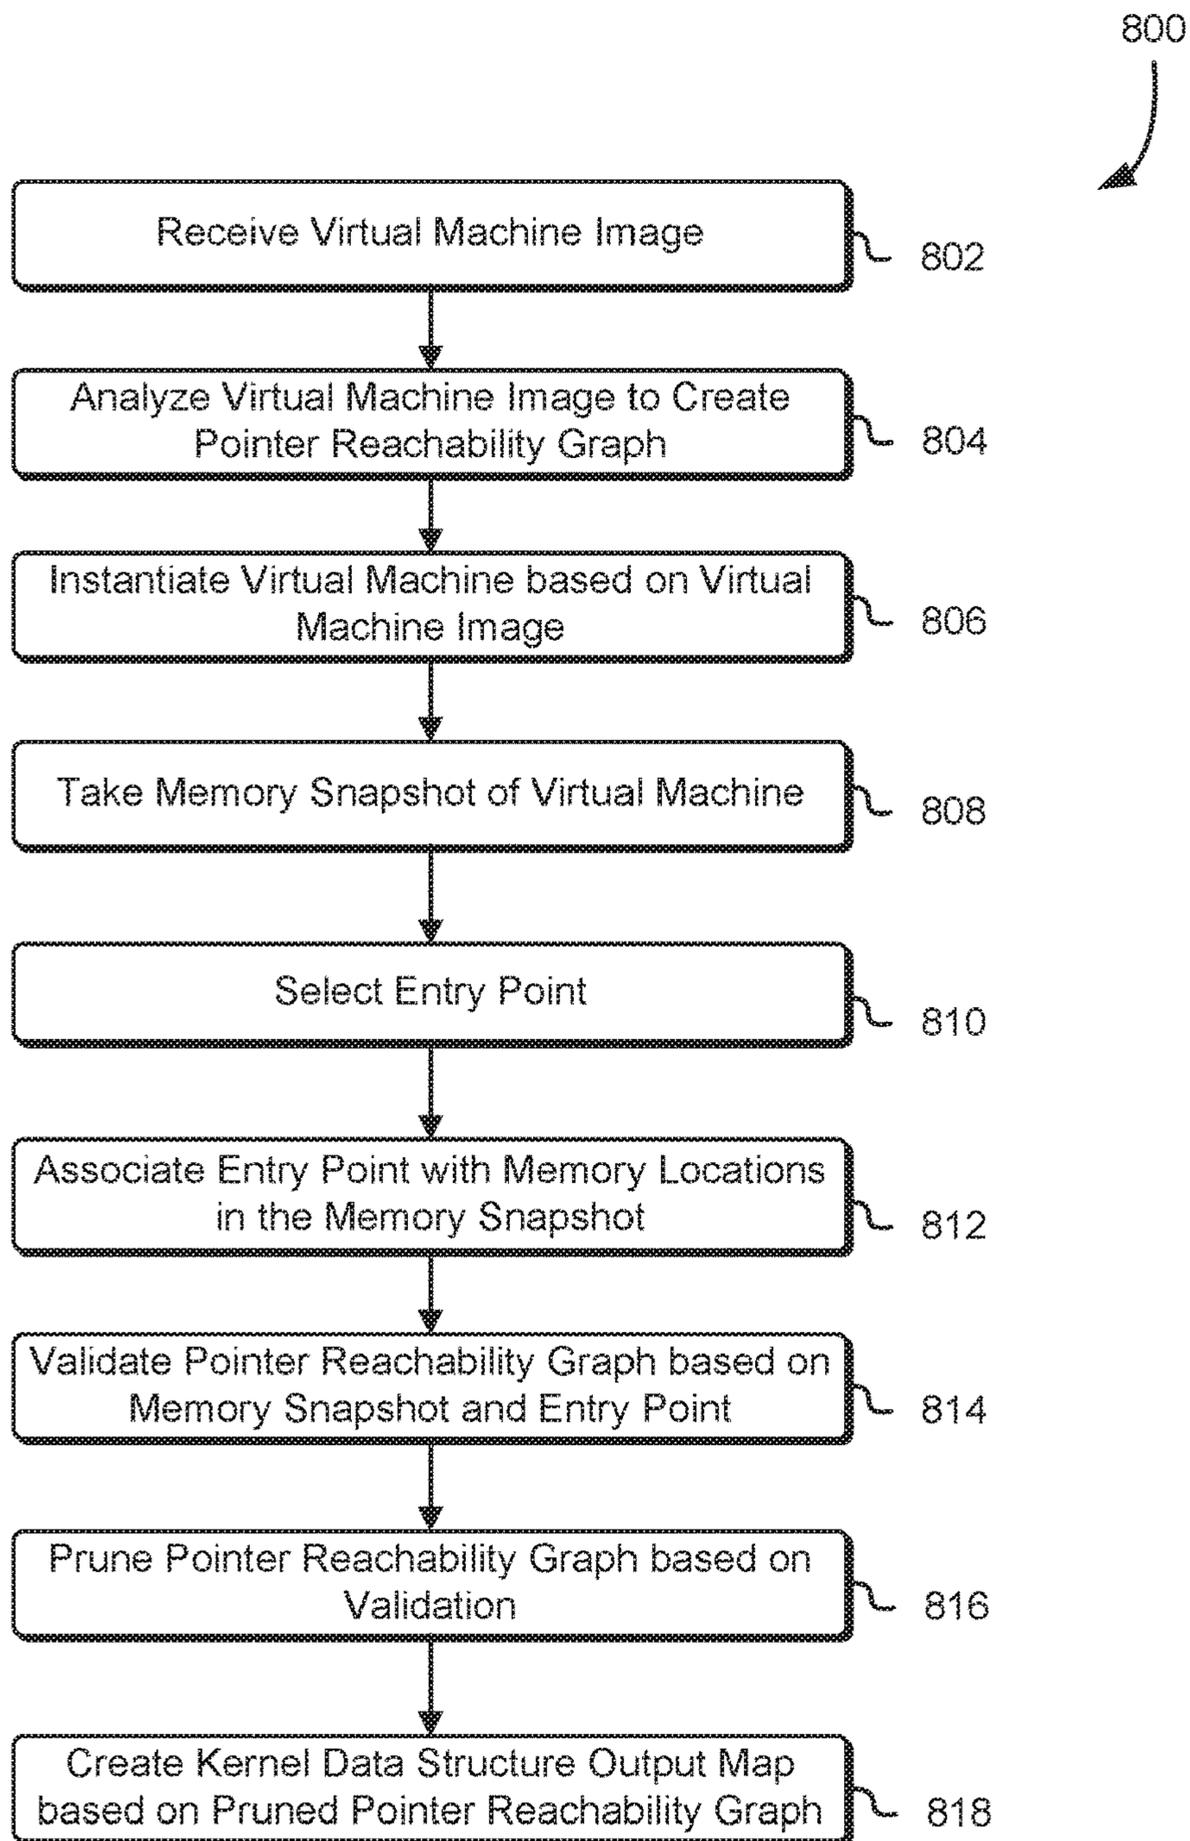 800
Receive Virtual Machine Image
802
Analyze Virtual Machine Image to Create
Pointer Reachability Graph
804
Instantiate Virtual Machine based on Virtual
Machine Image
806
Take Memory Snapshot of Virtual Machine
808
Select Entry Point
810
Associate Entry Point with Memory Locations
in the Memory Snapshot
812
Validate Pointer Reachability Graph based on
Memory Snapshot and Entry Point
814
Prune Pointer Reachability Graph based on
Validation
816
Create Kernel Data Structure Output Map
based on Pruned Pointer Reachability Graph
818